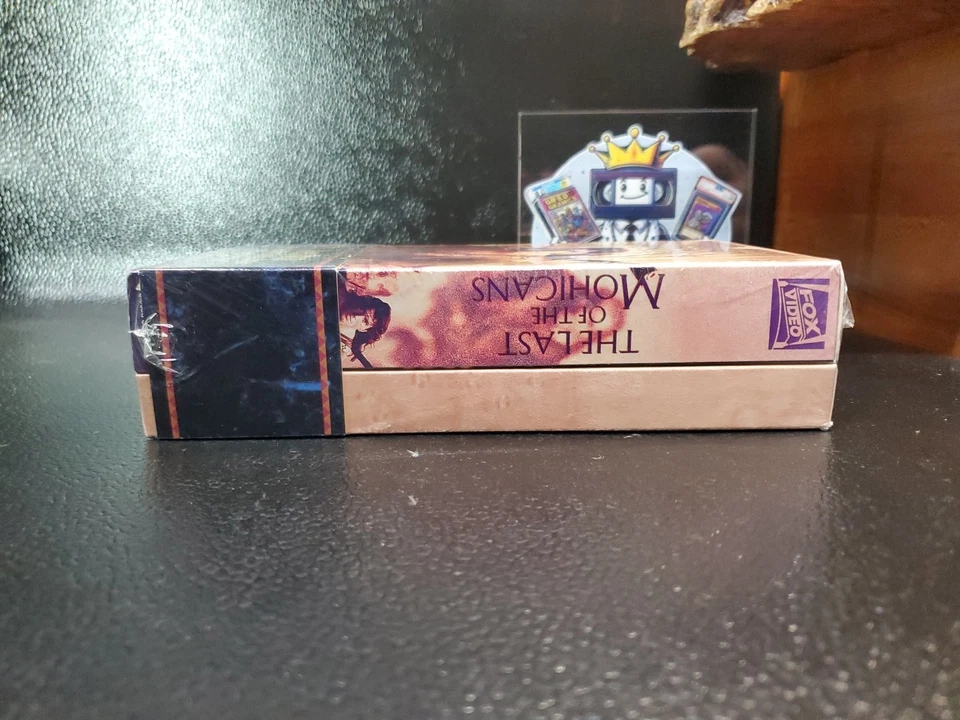 THE LAST
OF THE
MOHICANS
FOX
VIDEO